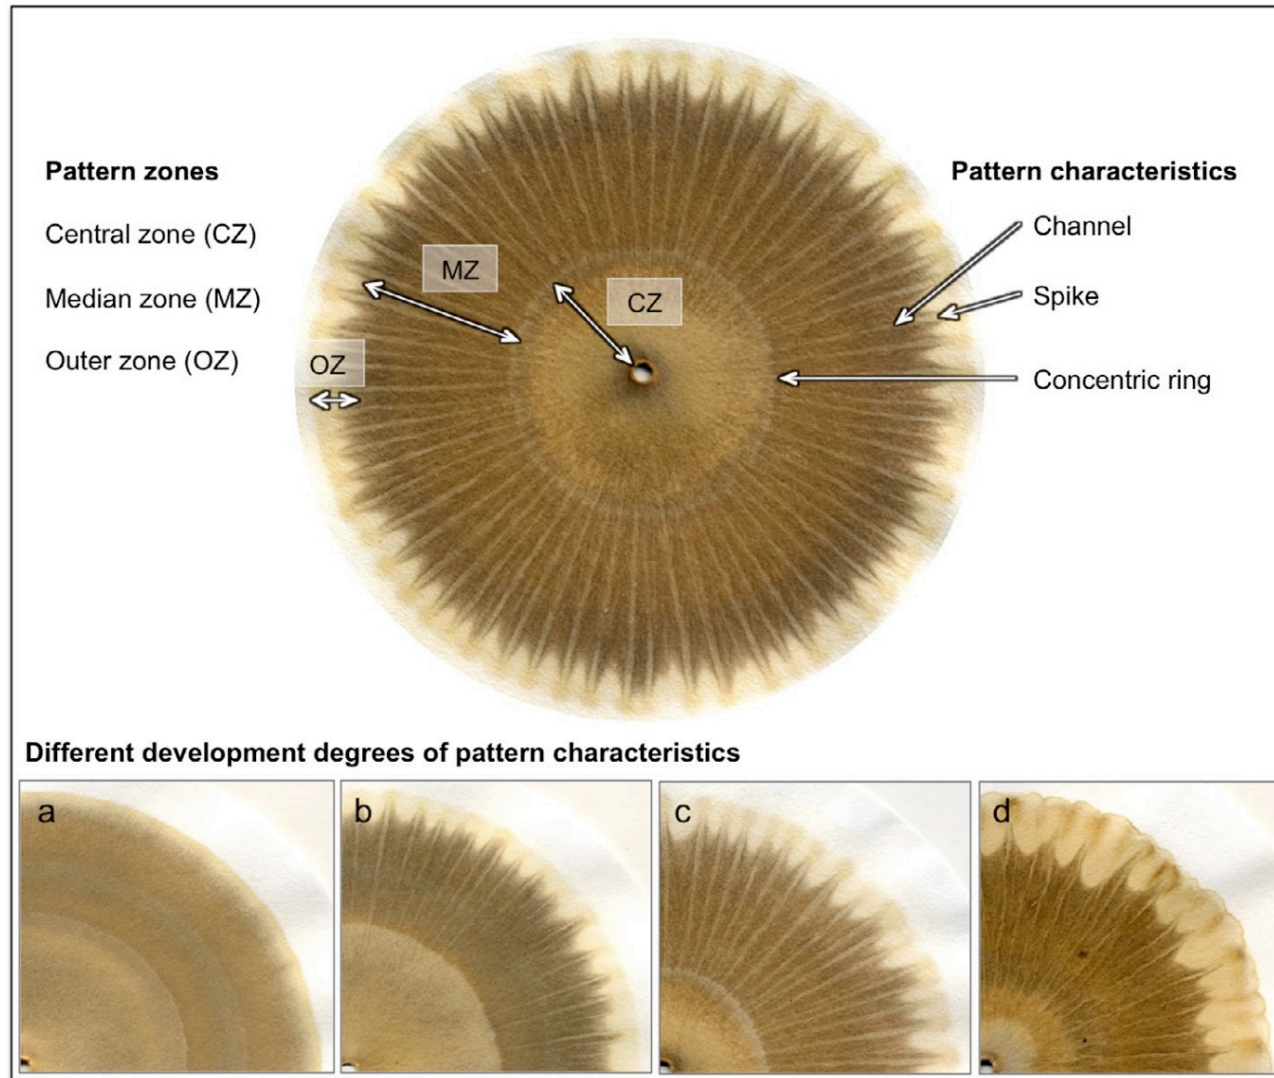 Pattern zones
Central zone (CZ)
Median zone (MZ)
Outer zone (OZ)
MZ
CZ
OZ
Pattern characteristics
Channel
Spike
Concentric ring
Different development degrees of pattern characteristics
a
b
c
d